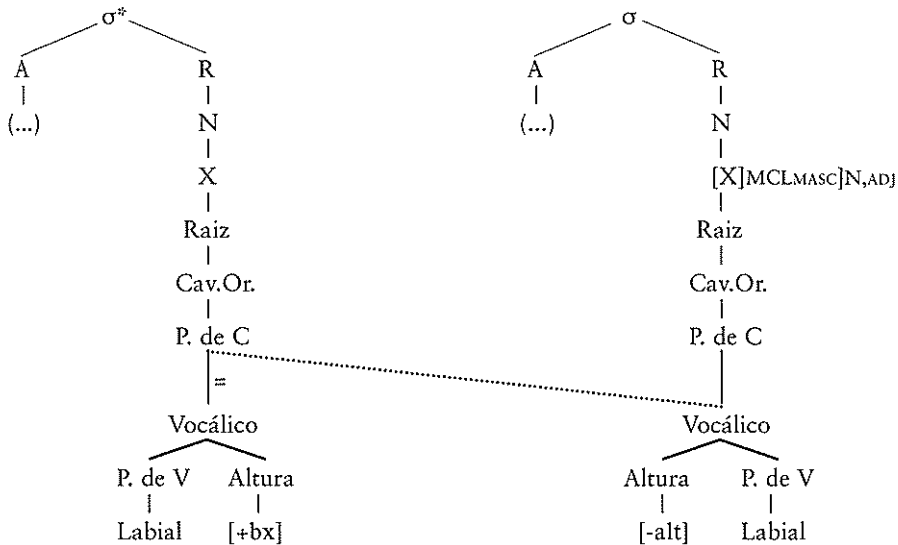 σ* σ
A R A R
(...) N (...) N
X [X]MCLMASC]N,ADJ
Raiz Raiz
Cav.Or. Cav.Or.
P. de C P. de C
=
Vocálico Vocálico
P. de V Altura Altura P. de V
Labial [+bx] [-alt] Labial